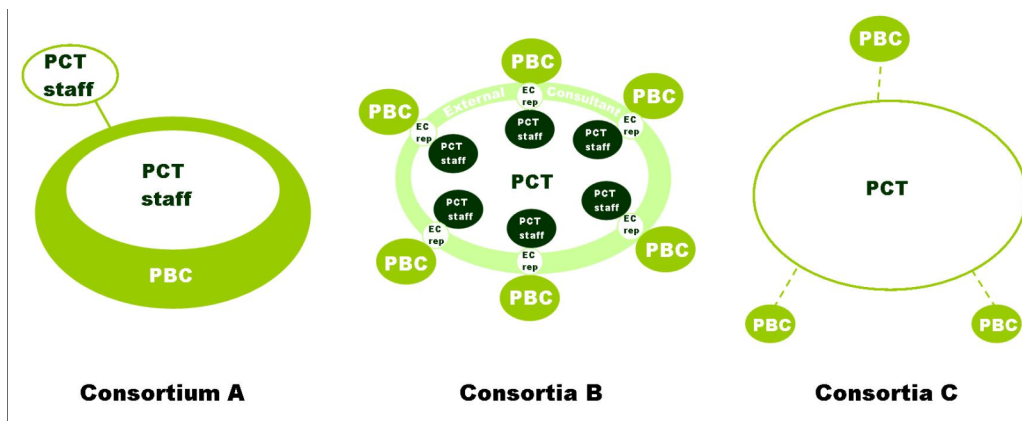 PCT
staff
PCT
staff
PBC
Consortium A
PBC
External Consultant
EC
rep
PCT
staff
PBC
EC
rep
PCT
staff
PBC
EC
rep
PCT
staff
PCT
PCT
staff
EC
rep
PBC
PCT
staff
EC
rep
PBC
PCT
staff
EC
rep
PBC
Consortia B
PBC
PCT
PBC
PBC
Consortia C